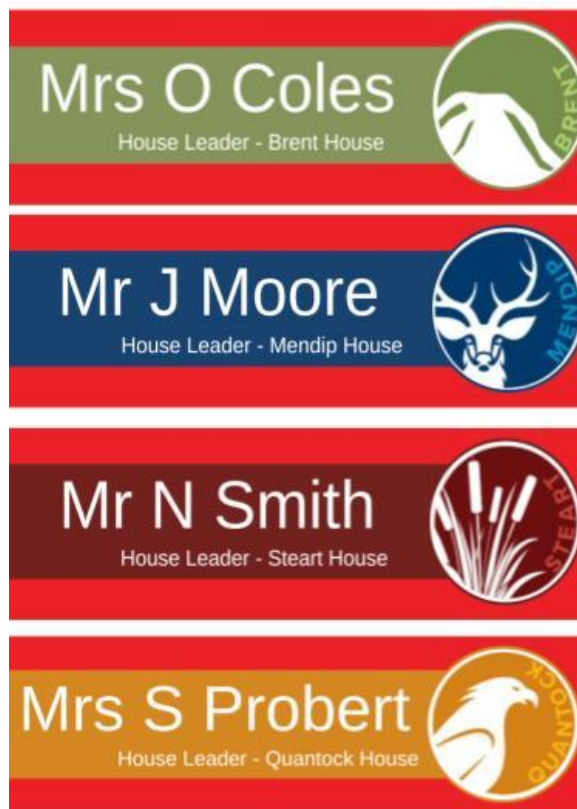 Mrs O Coles
House Leader - Brent House
BRENT
Mr J Moore
House Leader - Mendip House
MENDIP
Mr N Smith
House Leader - Steart House
STEART
Mrs S Probert
House Leader - Quantock House
QUANTOCK